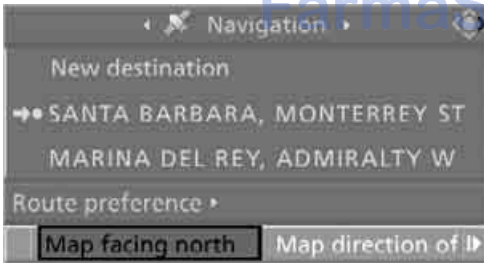 Farmas
Navigation
New destination
SANTA BARBARA, MONTERREY ST
MARINA DEL REY, ADMIRALTY W
Route preference
Map facing north Map direction of